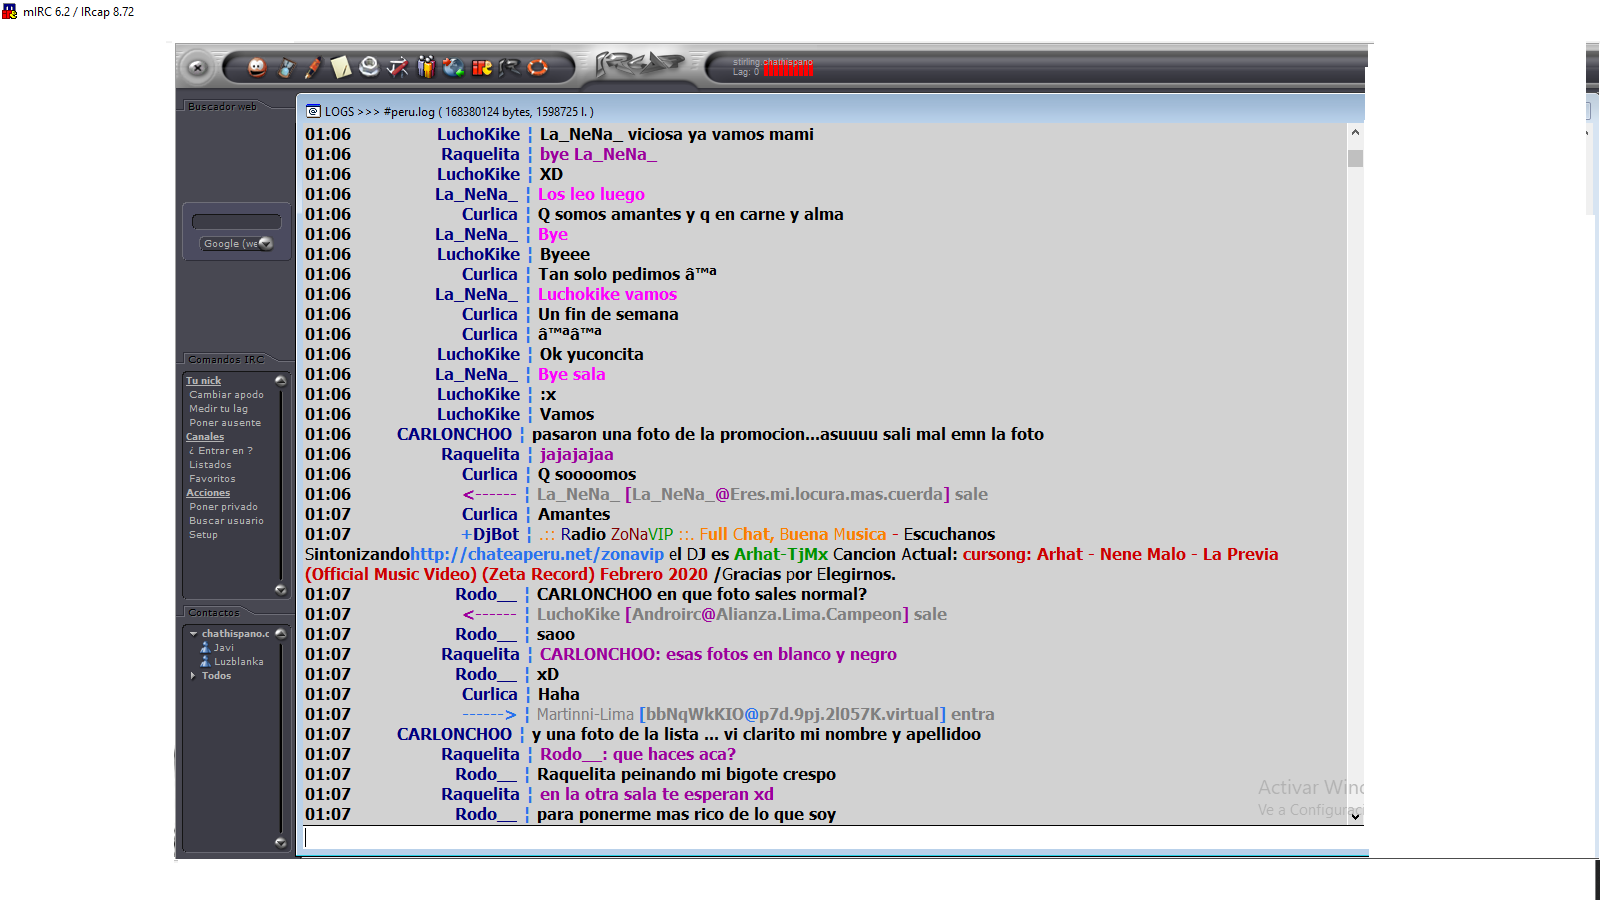 mIRC 6.2 / IRcap 8.72
stirling.chathispano
Lag: 0
Buscador web
Google (we
Comandos IRC
Tu nick
Cambiar apodo
Medir tu lag
Poner ausente
Canales
¿ Entrar en ?
Listados
Favoritos
Acciones
Poner privado
Buscar usuario
Setup
Contactos
chathispano.c
Javi
Luzblanka
Todos
LOGS >>> #peru.log ( 168380124 bytes, 1598725 l. )
01:06 LuchoKike ¦ La_NeNa_ viciosa ya vamos mami
01:06 Raquelita ¦ bye La_NeNa_
01:06 LuchoKike ¦ XD
01:06 La_NeNa_ ¦ Los leo luego
01:06 Curlica ¦ Q somos amantes y q en carne y alma
01:06 La_NeNa_ ¦ Bye
01:06 LuchoKike ¦ Byeee
01:06 Curlica ¦ Tan solo pedimos â™ª
01:06 La_NeNa_ ¦ Luchokike vamos
01:06 Curlica ¦ Un fin de semana
01:06 Curlica ¦ â™ªâ™ª
01:06 LuchoKike ¦ Ok yuconcita
01:06 La_NeNa_ ¦ Bye sala
01:06 LuchoKike ¦ :x
01:06 LuchoKike ¦ Vamos
01:06 CARLONCHOO ¦ pasaron una foto de la promocion...asuuuu sali mal emn la foto
01:06 Raquelita ¦ jajajajaa
01:06 Curlica ¦ Q soooomos
01:06 <------ ¦ La_NeNa_ [La_NeNa_@Eres.mi.locura.mas.cuerda] sale
01:07 Curlica ¦ Amantes
01:07 +DjBot ¦ .:: Radio ZoNaVIP ::. Full Chat, Buena Musica - Escuchanos
Sintonizandohttp://chateaperu.net/zonavip el DJ es Arhat-TjMx Cancion Actual: cursong: Arhat - Nene Malo - La Previa
(Official Music Video) (Zeta Record) Febrero 2020 /Gracias por Elegirnos.
01:07 Rodo__ ¦ CARLONCHOO en que foto sales normal?
01:07 <------ ¦ LuchoKike [Androirc@Alianza.Lima.Campeon] sale
01:07 Rodo__ ¦ saoo
01:07 Raquelita ¦ CARLONCHOO: esas fotos en blanco y negro
01:07 Rodo__ ¦ xD
01:07 Curlica ¦ Haha
01:07 ------> ¦ Martinni-Lima [bbNqWkKIO@p7d.9pj.2l057K.virtual] entra
01:07 CARLONCHOO ¦ y una foto de la lista ... vi clarito mi nombre y apellidoo
01:07 Raquelita ¦ Rodo__: que haces aca?
01:07 Rodo__ ¦ Raquelita peinando mi bigote crespo
01:07 Raquelita ¦ en la otra sala te esperan xd
01:07 Rodo__ ¦ para ponerme mas rico de lo que soy
Activar Win
Ve a Configura